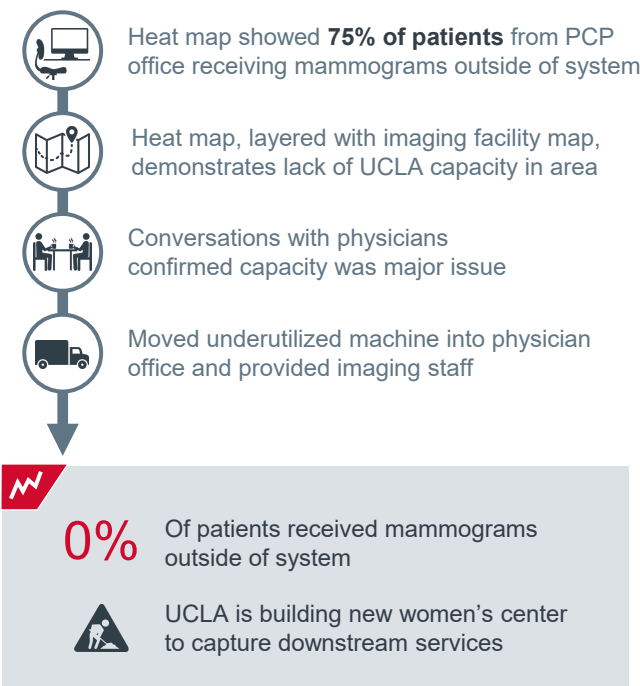 Heat map showed 75% of patients from PCP
office receiving mammograms outside of system
Heat map, layered with imaging facility map,
demonstrates lack of UCLA capacity in area
Conversations with physicians
confirmed capacity was major issue
Moved underutilized machine into physician
office and provided imaging staff
0%
Of patients received mammograms
outside of system
UCLA is building new women’s center
to capture downstream services